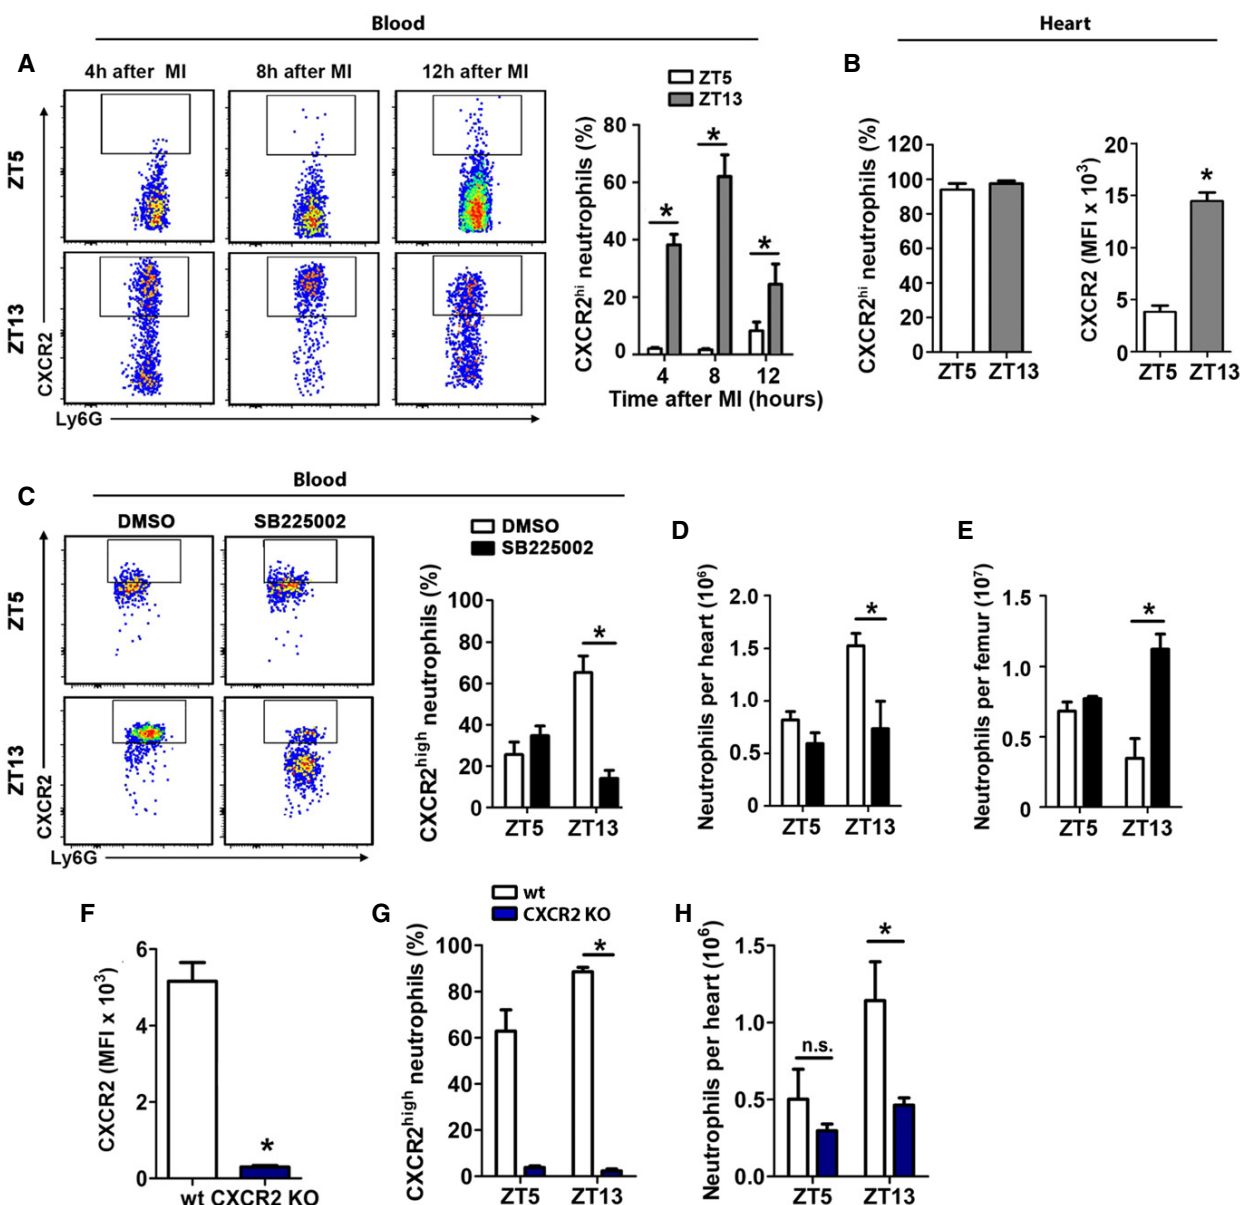 Blood
Heart
A
4h after MI
8h after MI
12h after MI
ZT5
ZT13
CXCR2
Ly6G
ZT5
ZT13
CXCR2hi neutrophils (%)
80
60
40
20
0
*
*
*
4
8
12
Time after MI (hours)
B
CXCR2hi neutrophils (%)
120
100
80
60
40
20
0
ZT5 ZT13
CXCR2 (MFI x 10³)
20
15
10
5
0
*
ZT5 ZT13
C
Blood
DMSO
SB225002
ZT5
ZT13
CXCR2
Ly6G
DMSO
SB225002
CXCR2high neutrophils (%)
100
80
60
40
20
0
*
ZT5 ZT13
D
Neutrophils per heart (10⁶)
2.0
1.5
1.0
0.5
0
*
ZT5 ZT13
E
Neutrophils per femur (10⁷)
1.5
1.0
0.5
0
*
ZT5 ZT13
F
CXCR2 (MFI x 10³)
6
4
2
0
*
wt CXCR2 KO
G
wt
CXCR2 KO
CXCR2high neutrophils (%)
100
80
60
40
20
0
*
ZT5 ZT13
H
Neutrophils per heart (10⁶)
1.5
1.0
0.5
0.0
n.s.
*
ZT5 ZT13